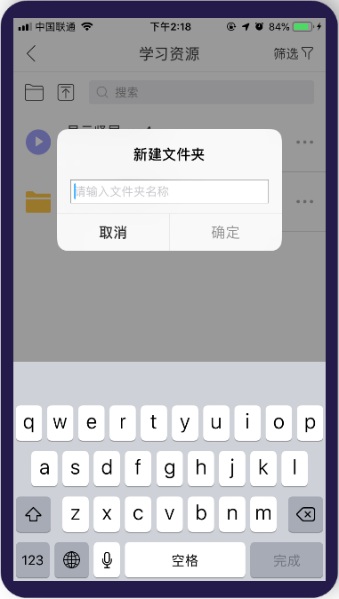 中国联通 下午2:18 84%
学习资源 筛选
搜索
新建文件夹
请输入文件夹名称
取消 确定
q w e r t y u i o p
a s d f g h j k l
z x c v b n m
123 空格 完成